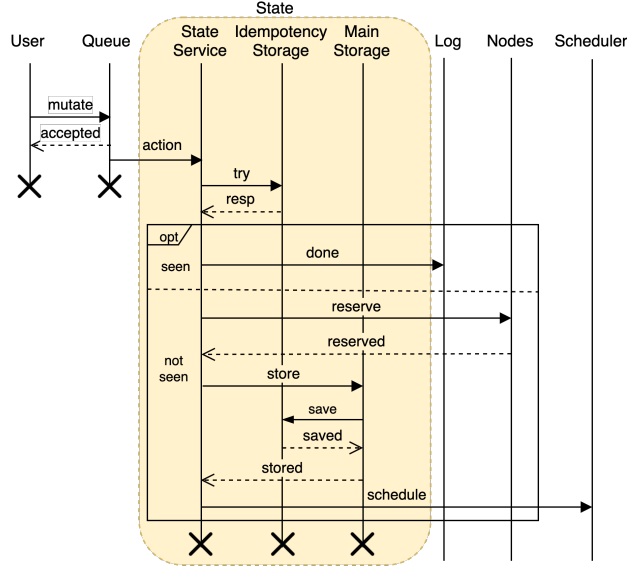 State
User
Queue
State
Service
Idempotency
Storage
Main
Storage
Log
Nodes
Scheduler
mutate
accepted
action
try
resp
opt
seen
done
reserve
reserved
not
seen
store
save
saved
stored
schedule